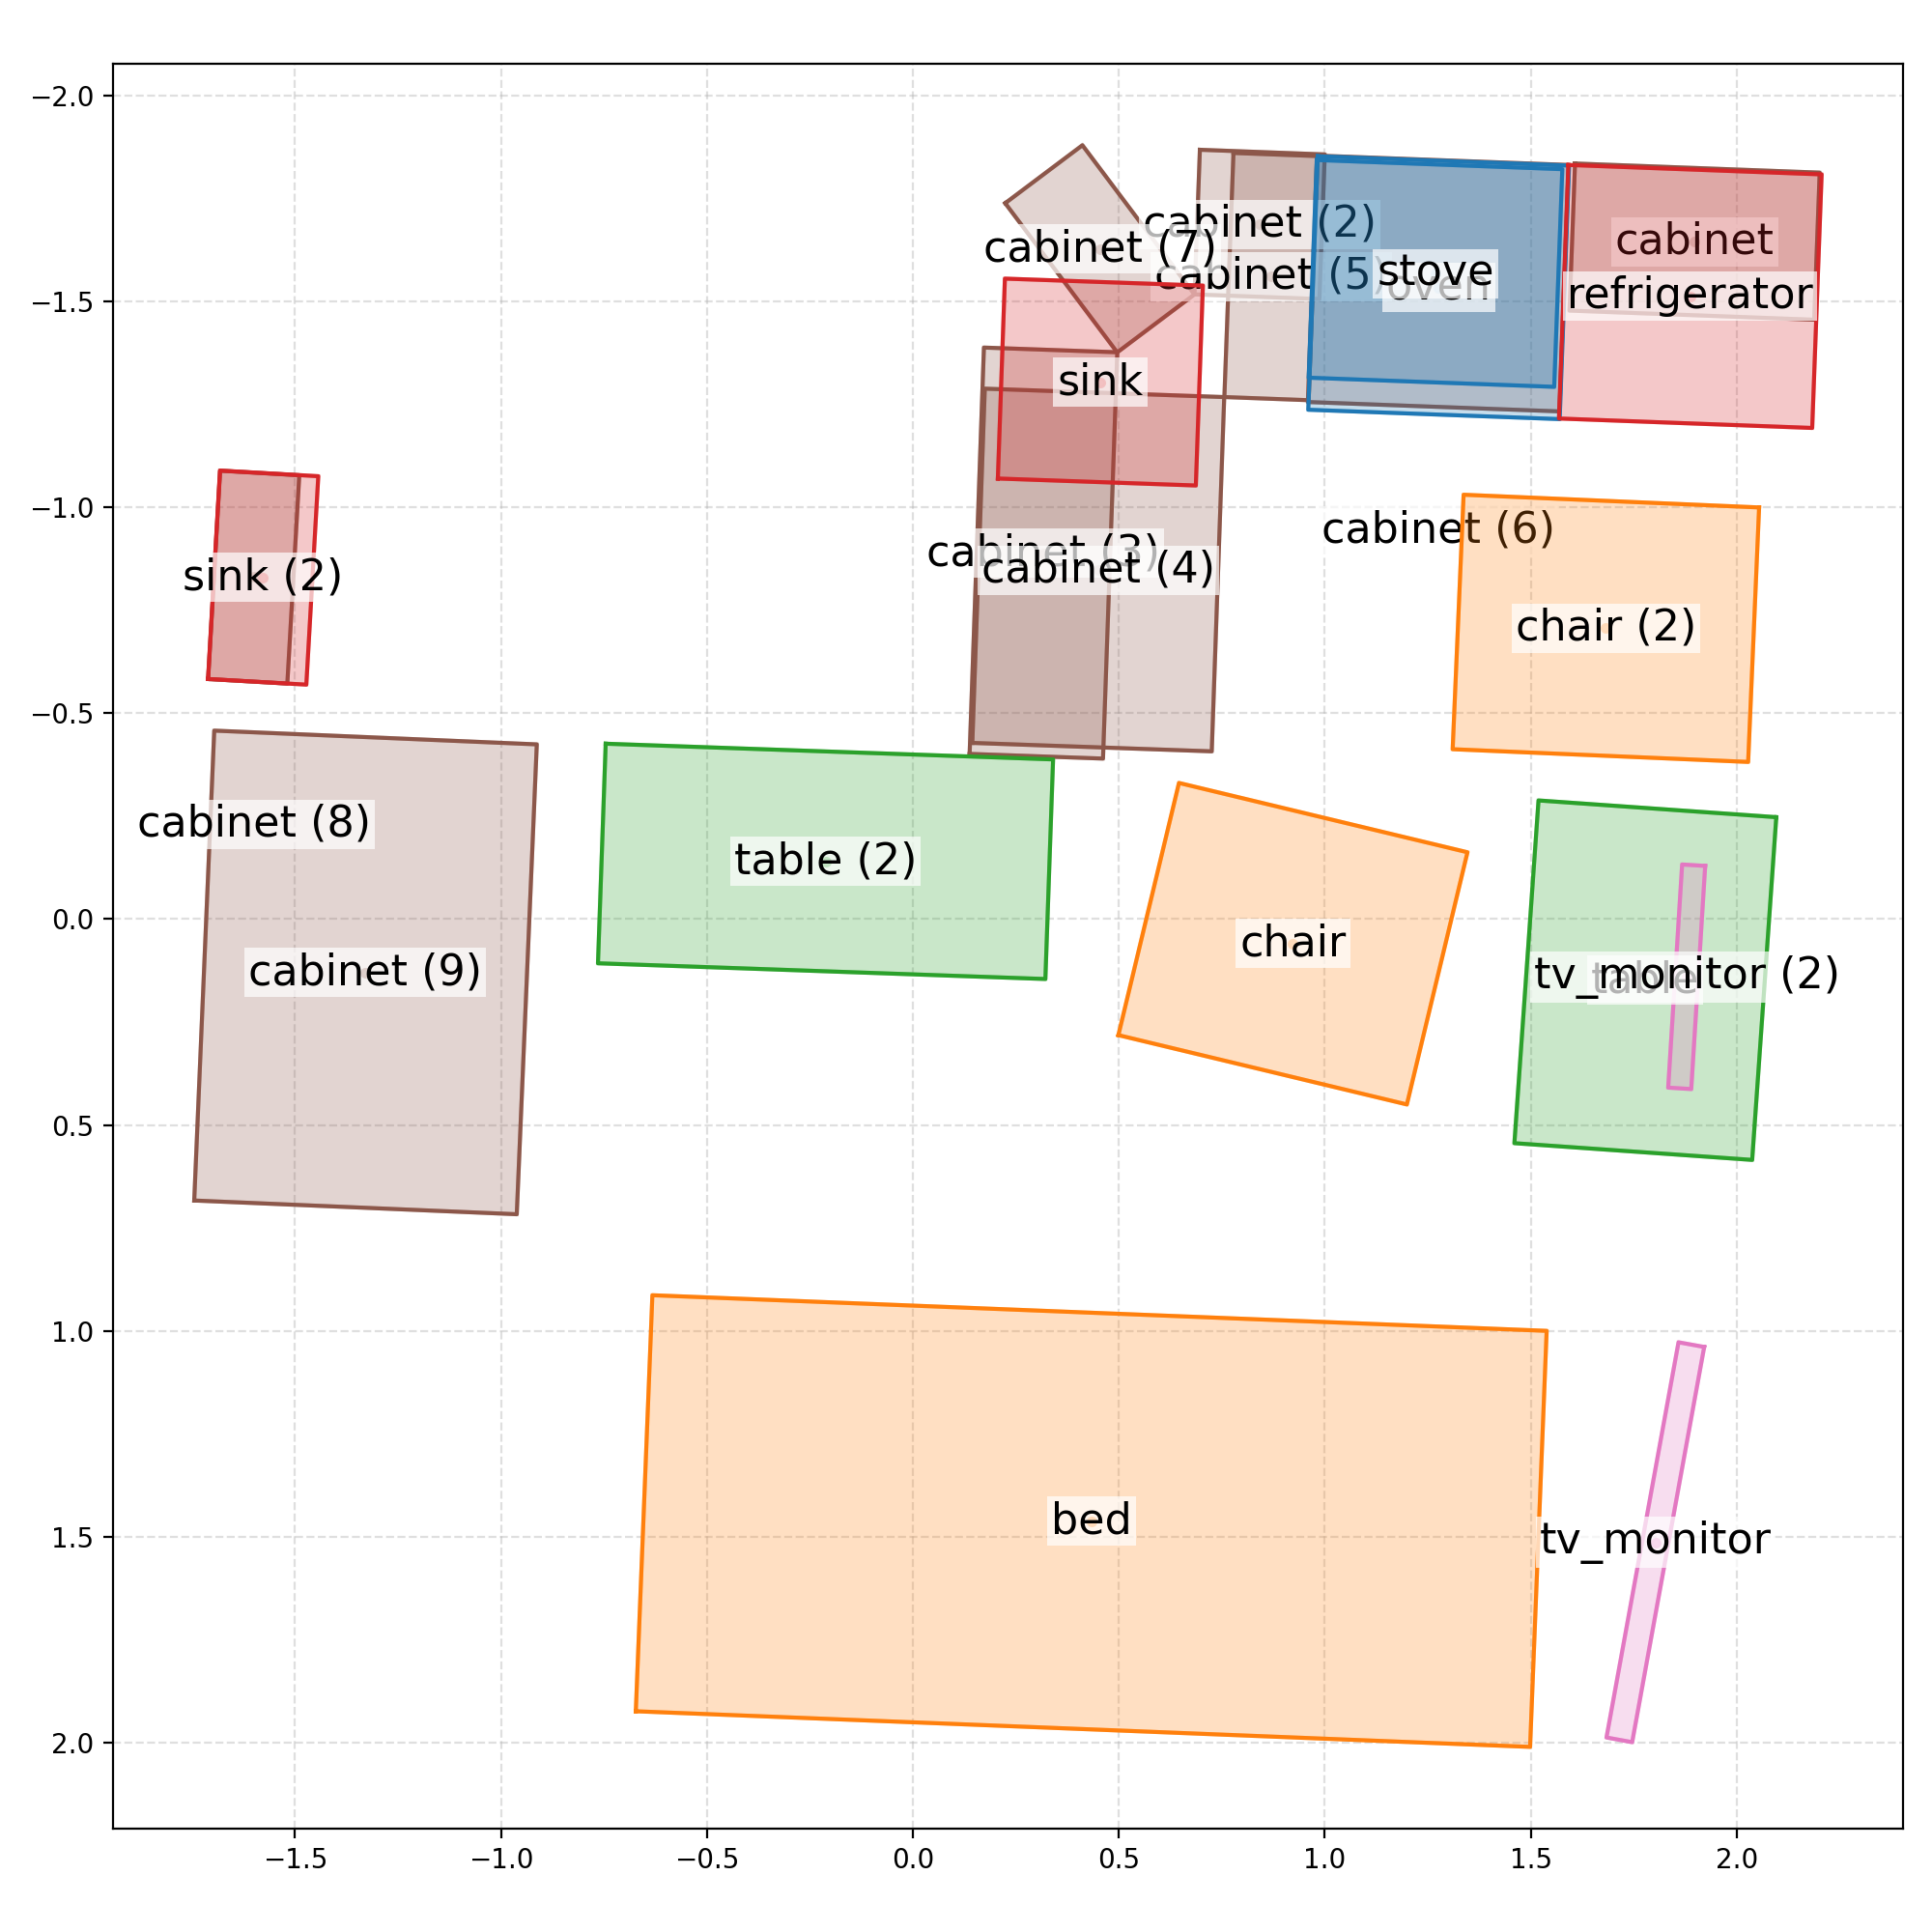 −2.0
−1.5
−1.0
−0.5
0.0
0.5
1.0
1.5
2.0
−1.5
−1.0
−0.5
0.0
0.5
1.0
1.5
2.0
cabinet (2)
cabinet (7)
cabinet
cabinet (5)
stove
oven
refrigerator
sink
cabinet (6)
cabinet (3)
cabinet (4)
sink (2)
chair (2)
cabinet (8)
table (2)
chair
cabinet (9)
tv_monitor (2)
table
bed
tv_monitor